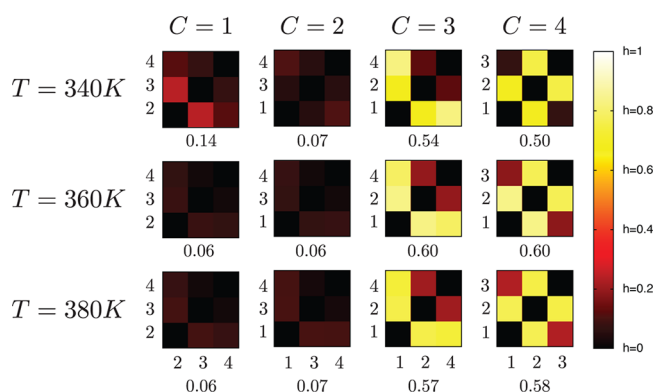 C = 1 C = 2 C = 3 C = 4
T = 340K
4 3 2
4 3 1
4 2 1
3 2 1
0.14 0.07 0.54 0.50
T = 360K
4 3 2
4 3 1
4 2 1
3 2 1
0.06 0.06 0.60 0.60
T = 380K
4 3 2
4 3 1
4 2 1
3 2 1
2 3 4 1 3 4 1 2 4 1 2 3
0.06 0.07 0.57 0.58
h=1
h=0.8
h=0.6
h=0.4
h=0.2
h=0